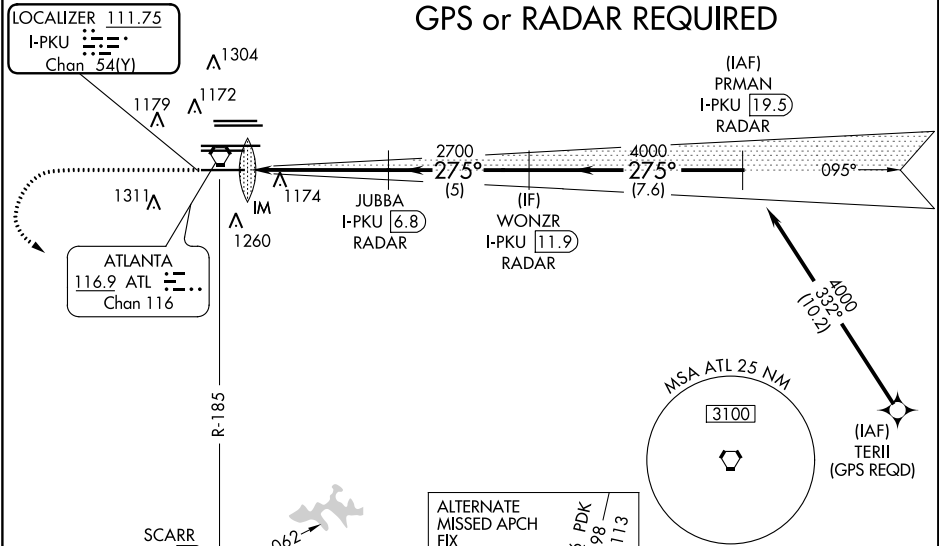 GPS or RADAR REQUIRED
LOCALIZER 111.75
I-PKU
Chan 54(Y)
1304
1172
1179
(IAF)
PRMAN
I-PKU 19.5
RADAR
2700
275°
(5)
4000
275°
(7.6)
095°
1311
IM
1174
1260
JUBBA
I-PKU 6.8
RADAR
(IF)
WONZR
I-PKU 11.9
RADAR
ATLANTA
116.9 ATL
Chan 116
4000
332°
(10.2)
R-185
MSA ATL 25 NM
3100
(IAF)
TERII
(GPS REQD)
SCARR
062
ALTERNATE
MISSED APCH
FIX
PDK
98
113